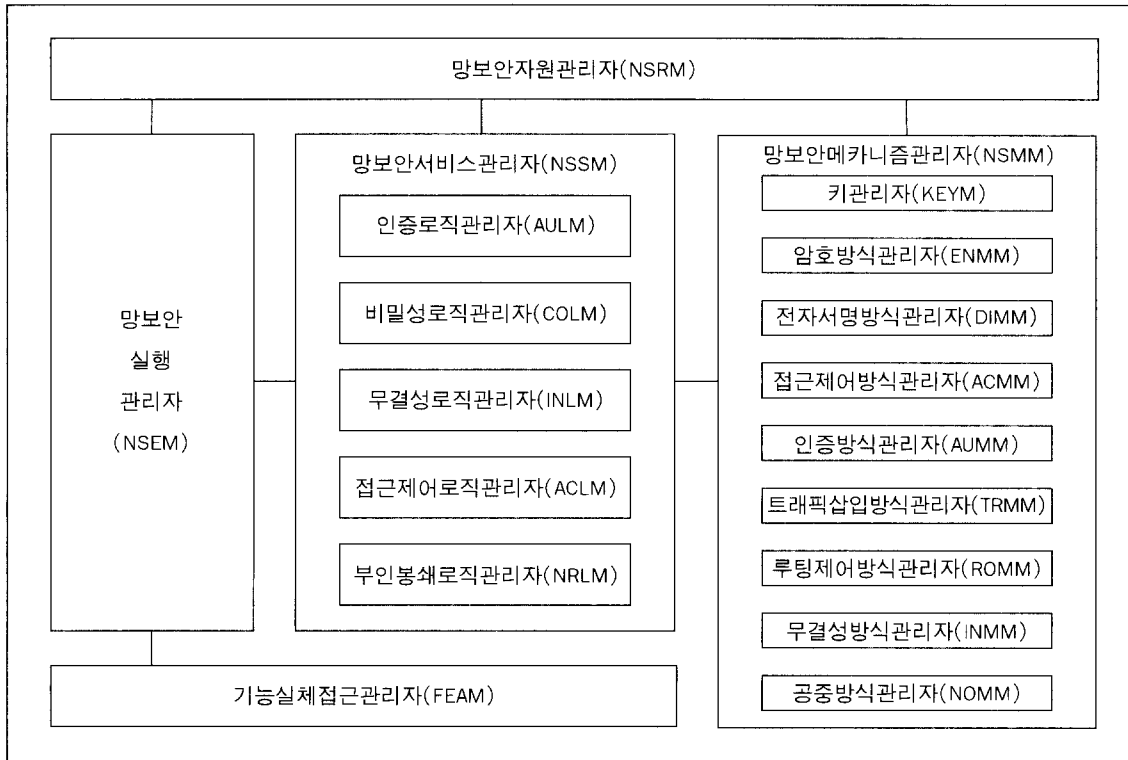 망보안자원관리자(NSRM)
망보안
실행
관리자
(NSEM)
망보안서비스관리자(NSSM)
인증로직관리자(AULM)
비밀성로직관리자(COLM)
무결성로직관리자(INLM)
접근제어로직관리자(ACLM)
부인봉쇄로직관리자(NRLM)
망보안메카니즘관리자(NSMM)
키관리자(KEYM)
암호방식관리자(ENMM)
전자서명방식관리자(DIMM)
접근제어방식관리자(ACMM)
인증방식관리자(AUMM)
트래픽삽입방식관리자(TRMM)
루팅제어방식관리자(ROMM)
무결성방식관리자(INMM)
공중방식관리자(NOMM)
기능실체접근관리자(FEAM)